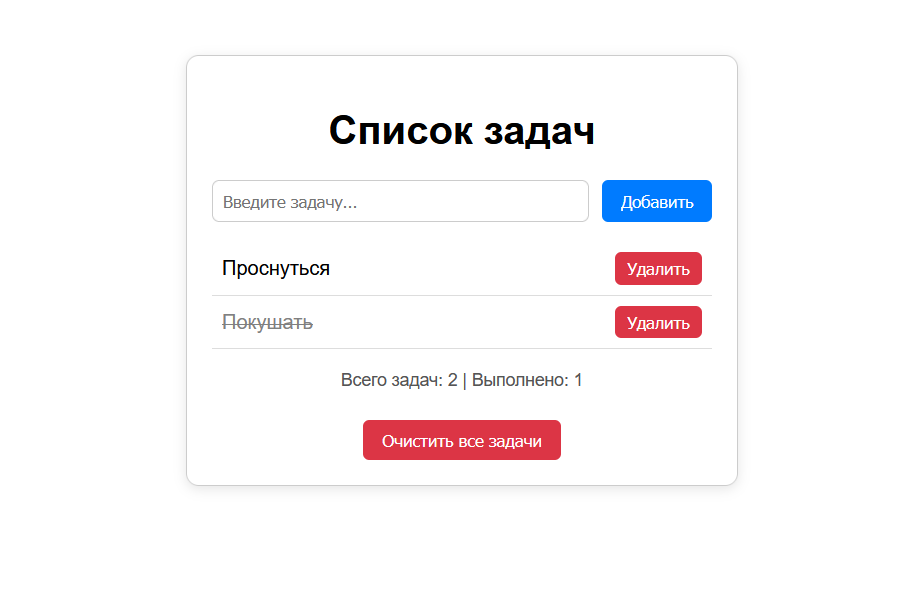 Список задач
Введите задачу...
Добавить
Проснуться
Удалить
Покушать
Удалить
Всего задач: 2 | Выполнено: 1
Очистить все задачи